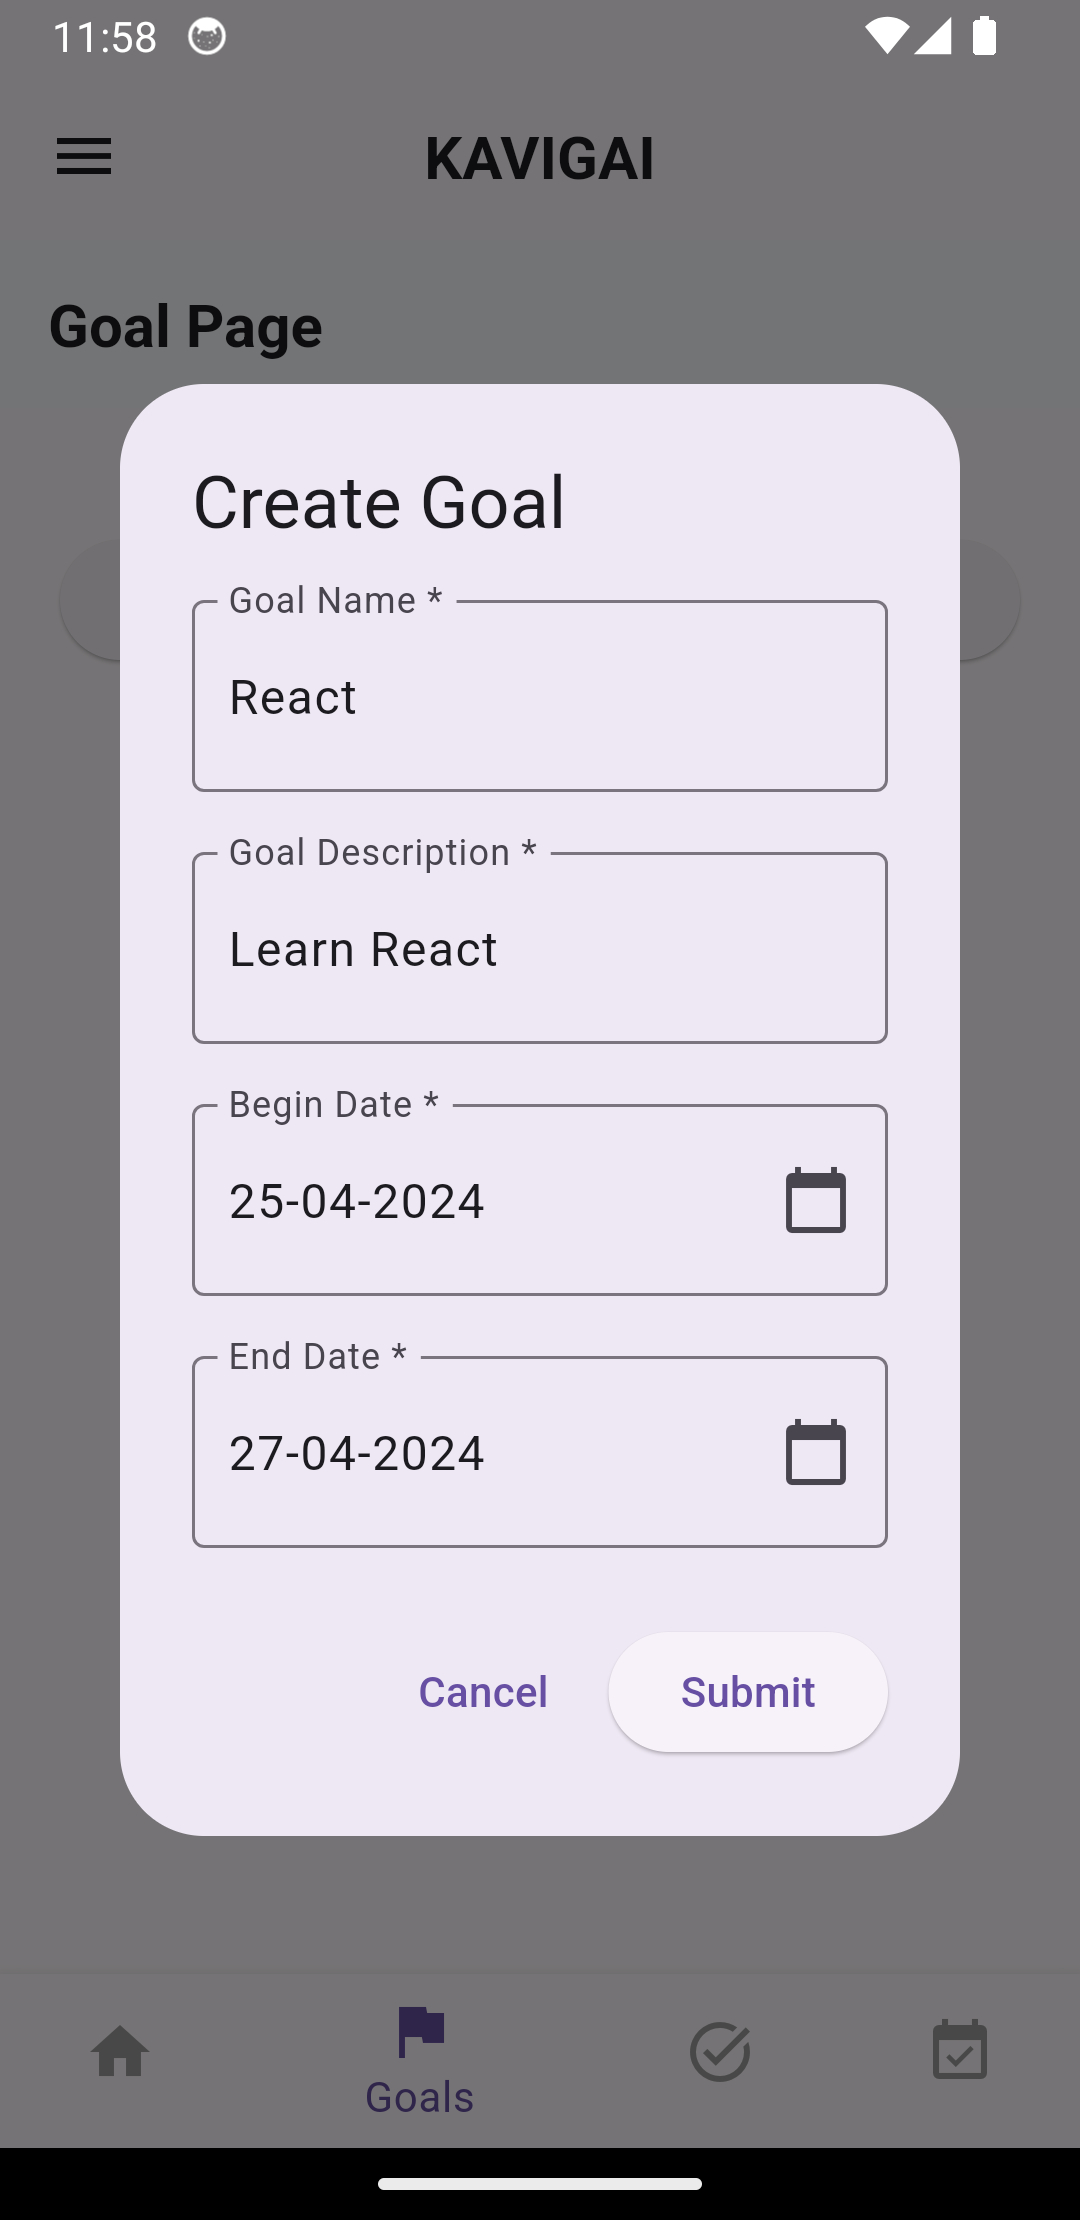 11:58
KAVIGAI
Goal Page
Create Goal
Goal Name *
React
Goal Description *
Learn React
Begin Date *
25-04-2024
End Date *
27-04-2024
Cancel
Submit
Goals